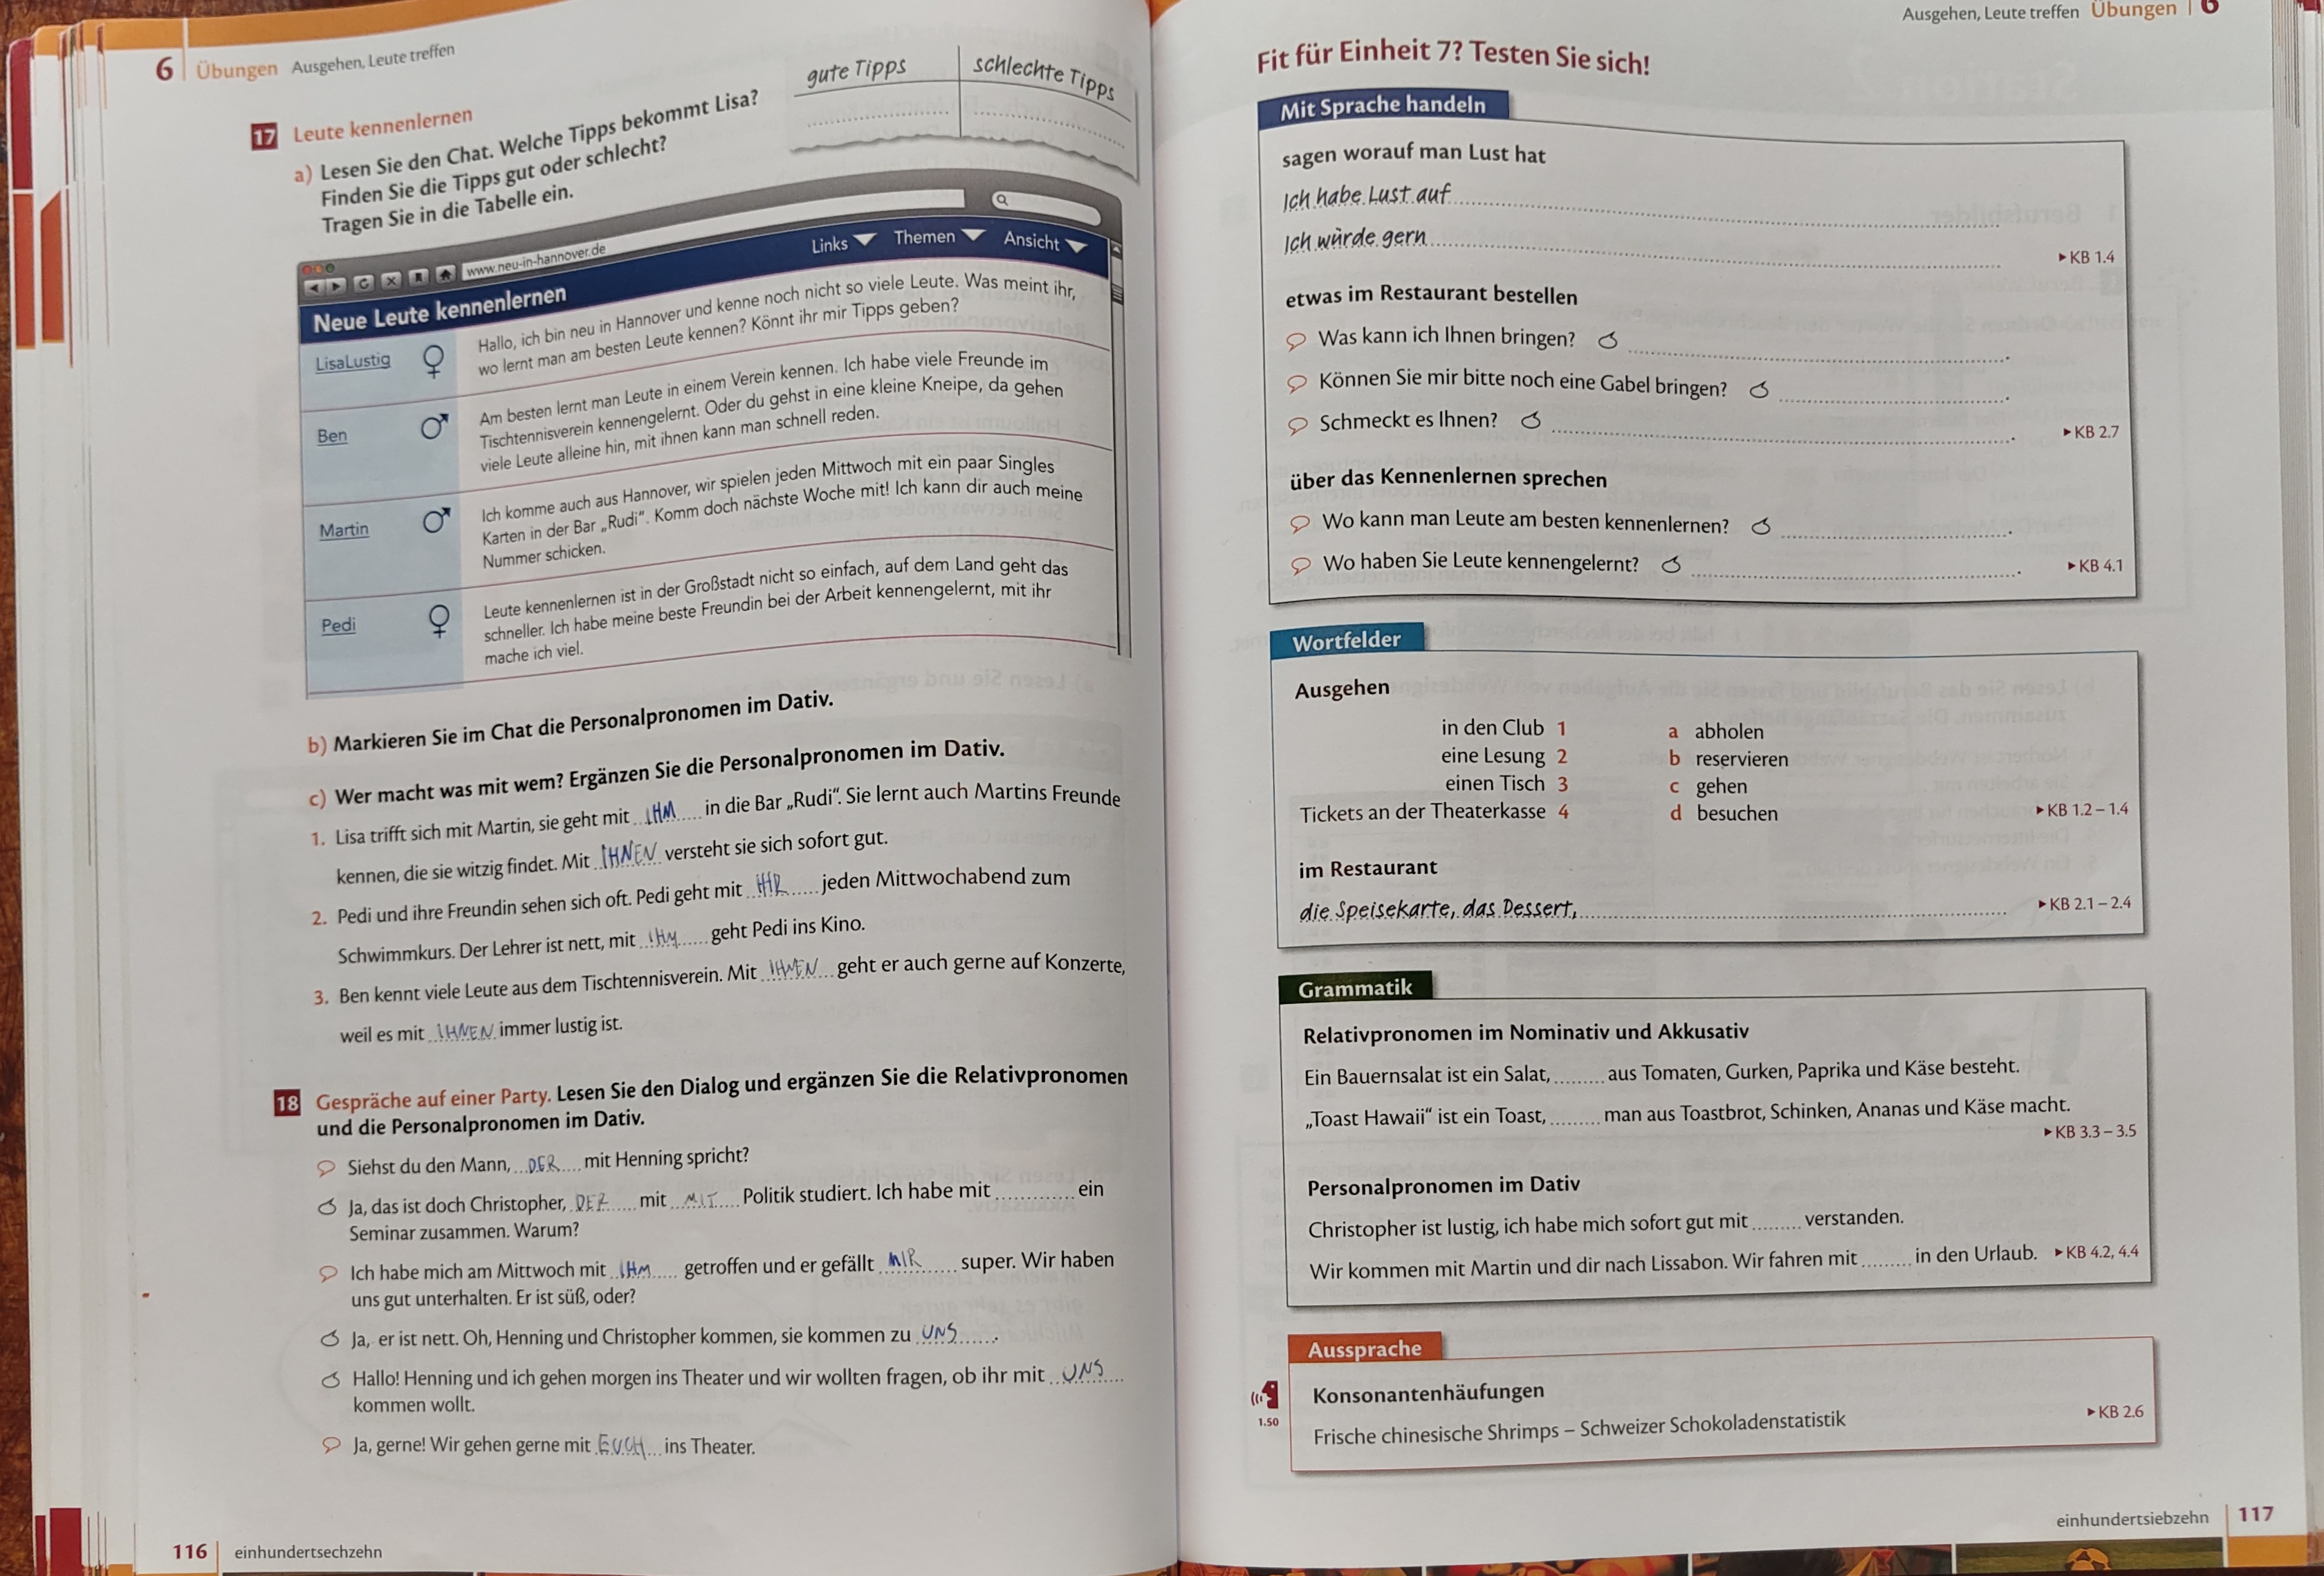 6 Übungen Ausgehen, Leute treffen
gute Tipps schlechte Tipps
17 Leute kennenlernen
a) Lesen Sie den Chat. Welche Tipps bekommt Lisa?
Finden Sie die Tipps gut oder schlecht?
Tragen Sie in die Tabelle ein.
www.neu-in-hannover.de
Links Themen Ansicht
Neue Leute kennenlernen
LisaLustig ♀ Hallo, ich bin neu in Hannover und kenne noch nicht so viele Leute. Was meint ihr,
wo lernt man am besten Leute kennen? Könnt ihr mir Tipps geben?
Ben ♂ Am besten lernt man Leute in einem Verein kennen. Ich habe viele Freunde im
Tischtennisverein kennengelernt. Oder du gehst in eine kleine Kneipe, da gehen
viele Leute alleine hin, mit ihnen kann man schnell reden.
Martin ♂ Ich komme auch aus Hannover, wir spielen jeden Mittwoch mit ein paar Singles
Karten in der Bar „Rudi“. Komm doch nächste Woche mit! Ich kann dir auch meine
Nummer schicken.
Pedi ♀ Leute kennenlernen ist in der Großstadt nicht so einfach, auf dem Land geht das
schneller. Ich habe meine beste Freundin bei der Arbeit kennengelernt, mit ihr
mache ich viel.
b) Markieren Sie im Chat die Personalpronomen im Dativ.
c) Wer macht was mit wem? Ergänzen Sie die Personalpronomen im Dativ.
1. Lisa trifft sich mit Martin, sie geht mit IHM in die Bar „Rudi“. Sie lernt auch Martins Freunde
kennen, die sie witzig findet. Mit IHNEN versteht sie sich sofort gut.
2. Pedi und ihre Freundin sehen sich oft. Pedi geht mit IHR jeden Mittwochabend zum
Schwimmkurs. Der Lehrer ist nett, mit IHM geht Pedi ins Kino.
3. Ben kennt viele Leute aus dem Tischtennisverein. Mit IHNEN geht er auch gerne auf Konzerte,
weil es mit IHNEN immer lustig ist.
18 Gespräche auf einer Party. Lesen Sie den Dialog und ergänzen Sie die Relativpronomen
und die Personalpronomen im Dativ.
Siehst du den Mann, DER mit Henning spricht?
Ja, das ist doch Christopher, DER mit MIT Politik studiert. Ich habe mit ............ ein
Seminar zusammen. Warum?
Ich habe mich am Mittwoch mit IHM getroffen und er gefällt MIR super. Wir haben
uns gut unterhalten. Er ist süß, oder?
Ja, er ist nett. Oh, Henning und Christopher kommen, sie kommen zu UNS.
Hallo! Henning und ich gehen morgen ins Theater und wir wollten fragen, ob ihr mit UNS
kommen wollt.
Ja, gerne! Wir gehen gerne mit EUCH ins Theater.
116 einhundertsechzehn
Ausgehen, Leute treffen Übungen 6
Fit für Einheit 7? Testen Sie sich!
Mit Sprache handeln
sagen worauf man Lust hat
Ich habe Lust auf
Ich würde gern
▸ KB 1.4
etwas im Restaurant bestellen
Was kann ich Ihnen bringen?
Können Sie mir bitte noch eine Gabel bringen?
Schmeckt es Ihnen?
▸ KB 2.7
über das Kennenlernen sprechen
Wo kann man Leute am besten kennenlernen?
Wo haben Sie Leute kennengelernt?
▸ KB 4.1
Wortfelder
Ausgehen
in den Club 1 a abholen
eine Lesung 2 b reservieren
einen Tisch 3 c gehen
Tickets an der Theaterkasse 4 d besuchen ▸ KB 1.2 – 1.4
im Restaurant
die Speisekarte, das Dessert, ▸ KB 2.1 – 2.4
Grammatik
Relativpronomen im Nominativ und Akkusativ
Ein Bauernsalat ist ein Salat, ......... aus Tomaten, Gurken, Paprika und Käse besteht.
„Toast Hawaii“ ist ein Toast, ......... man aus Toastbrot, Schinken, Ananas und Käse macht.
▸ KB 3.3 – 3.5
Personalpronomen im Dativ
Christopher ist lustig, ich habe mich sofort gut mit ........ verstanden.
Wir kommen mit Martin und dir nach Lissabon. Wir fahren mit ........ in den Urlaub. ▸ KB 4.2, 4.4
Aussprache
1.50
Konsonantenhäufungen
Frische chinesische Shrimps – Schweizer Schokoladenstatistik ▸ KB 2.6
einhundertsiebzehn 117